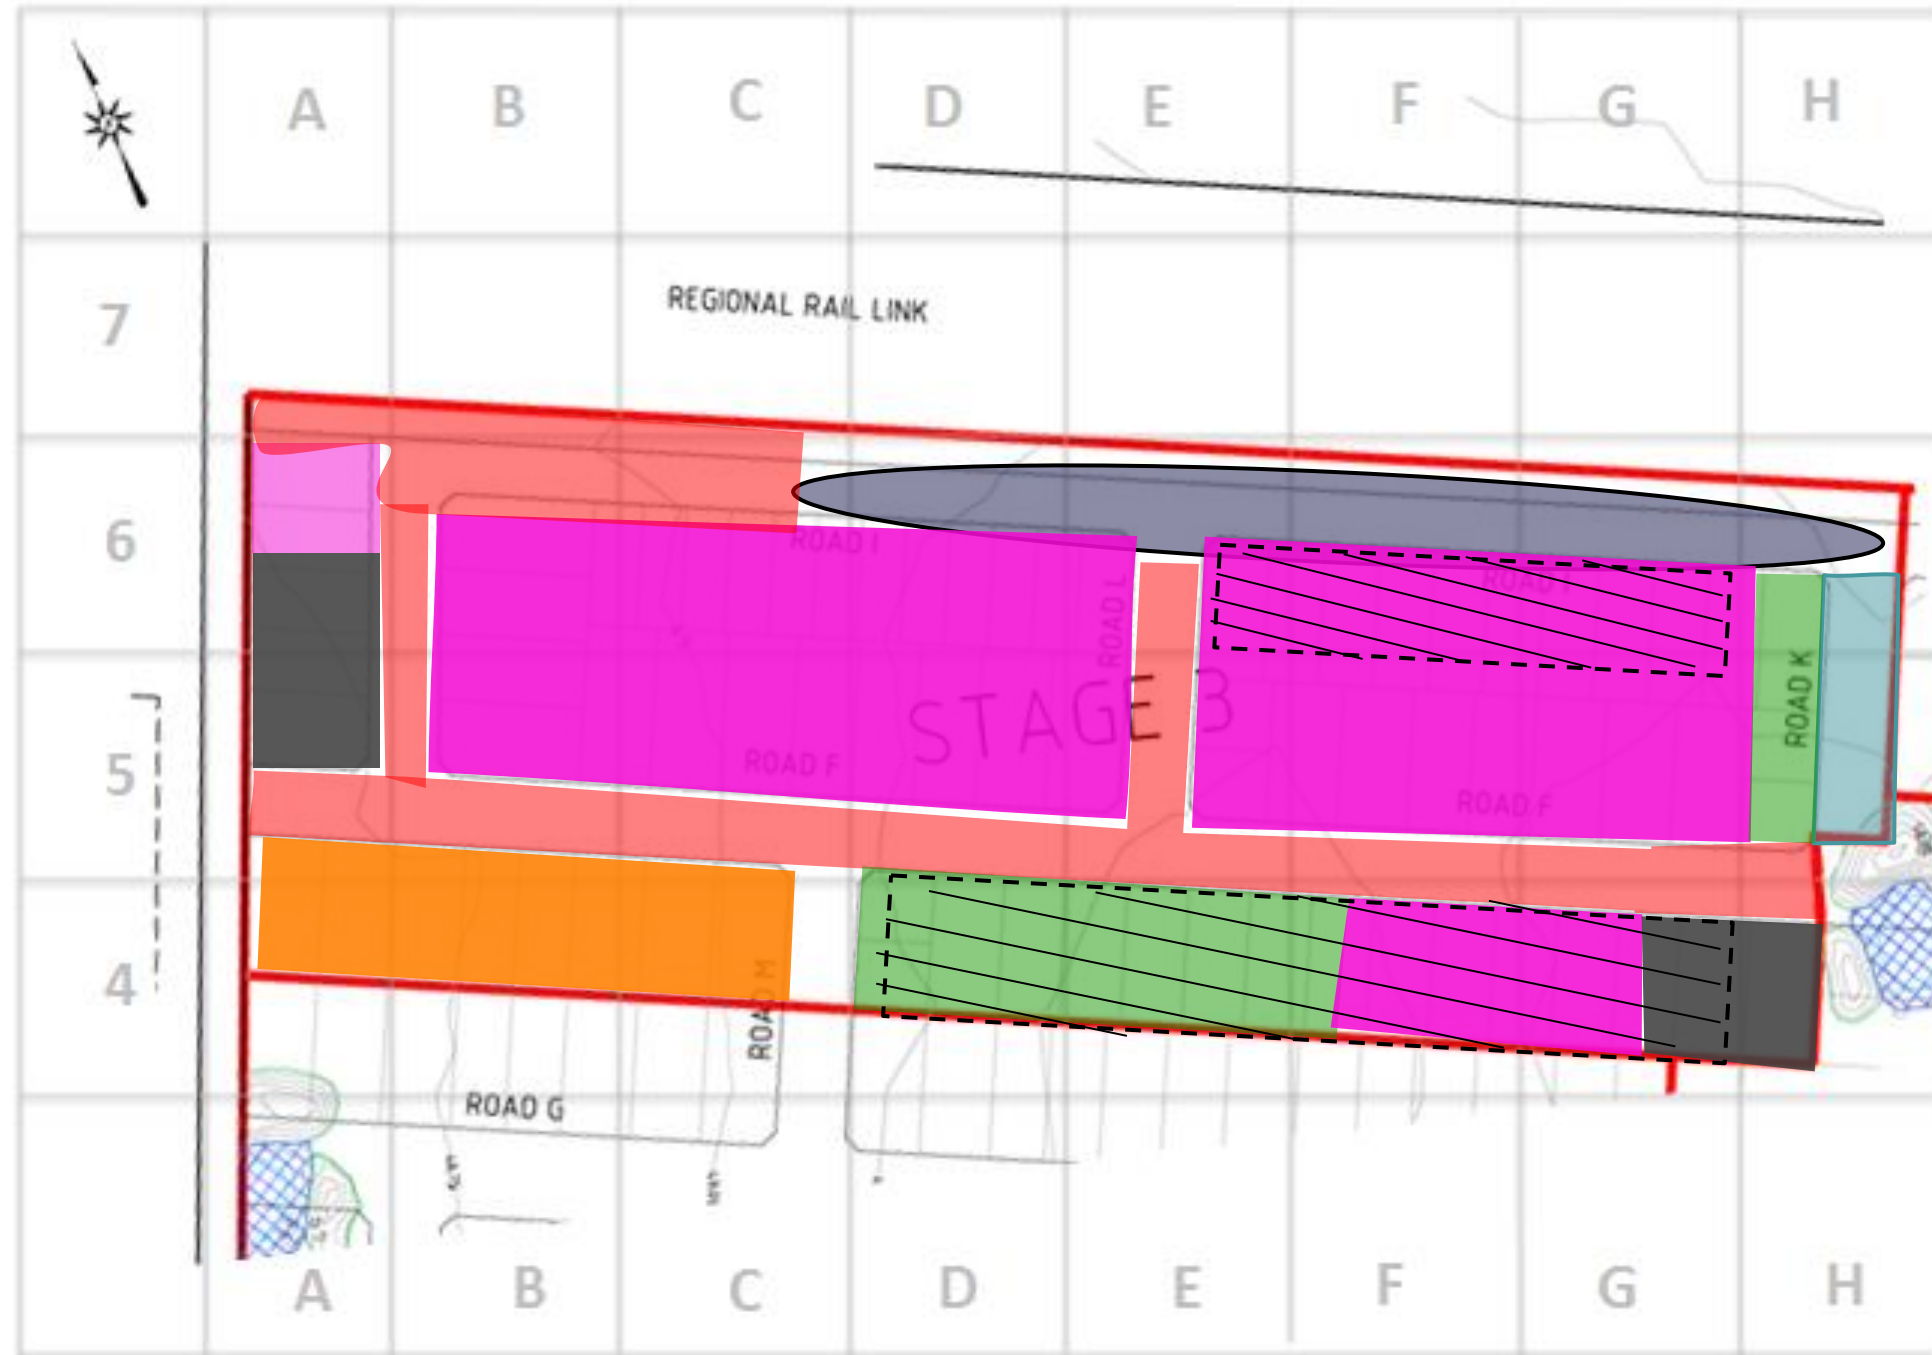 A B C D E F G H
7
REGIONAL RAIL LINK
6
ROAD I
ROAD I
ROAD L
ROAD K
STAGE 3
5
ROAD F
ROAD F
4
ROAD M
ROAD G
A B C D E F G H